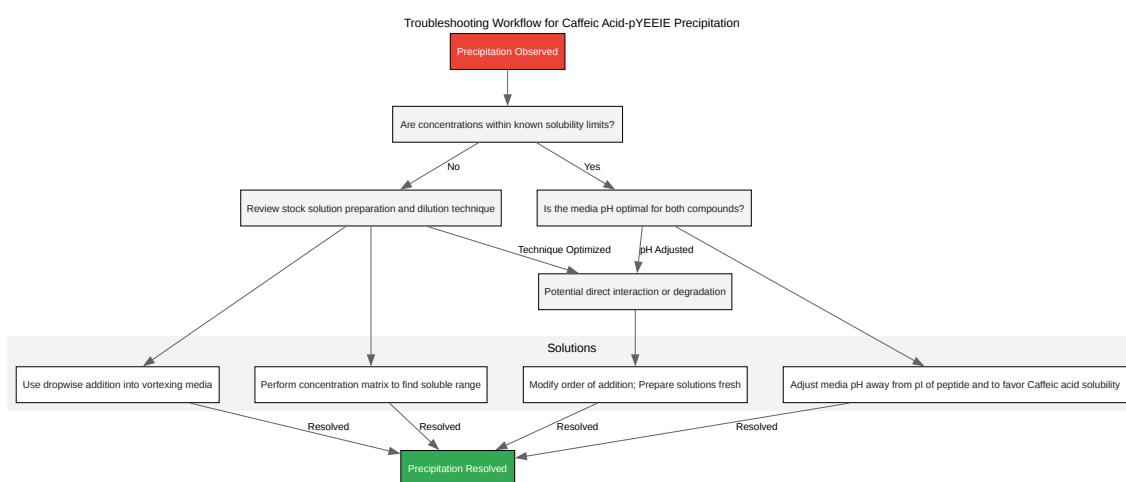 Troubleshooting Workflow for Caffeic Acid-pYEEIE Precipitation
Precipitation Observed
Are concentrations within known solubility limits?
No
Yes
Review stock solution preparation and dilution technique
Is the media pH optimal for both compounds?
Technique Optimized
pH Adjusted
Potential direct interaction or degradation
Solutions
Use dropwise addition into vortexing media
Perform concentration matrix to find soluble range
Modify order of addition; Prepare solutions fresh
Adjust media pH away from pI of peptide and to favor Caffeic acid solubility
Resolved
Resolved
Resolved
Resolved
Precipitation Resolved